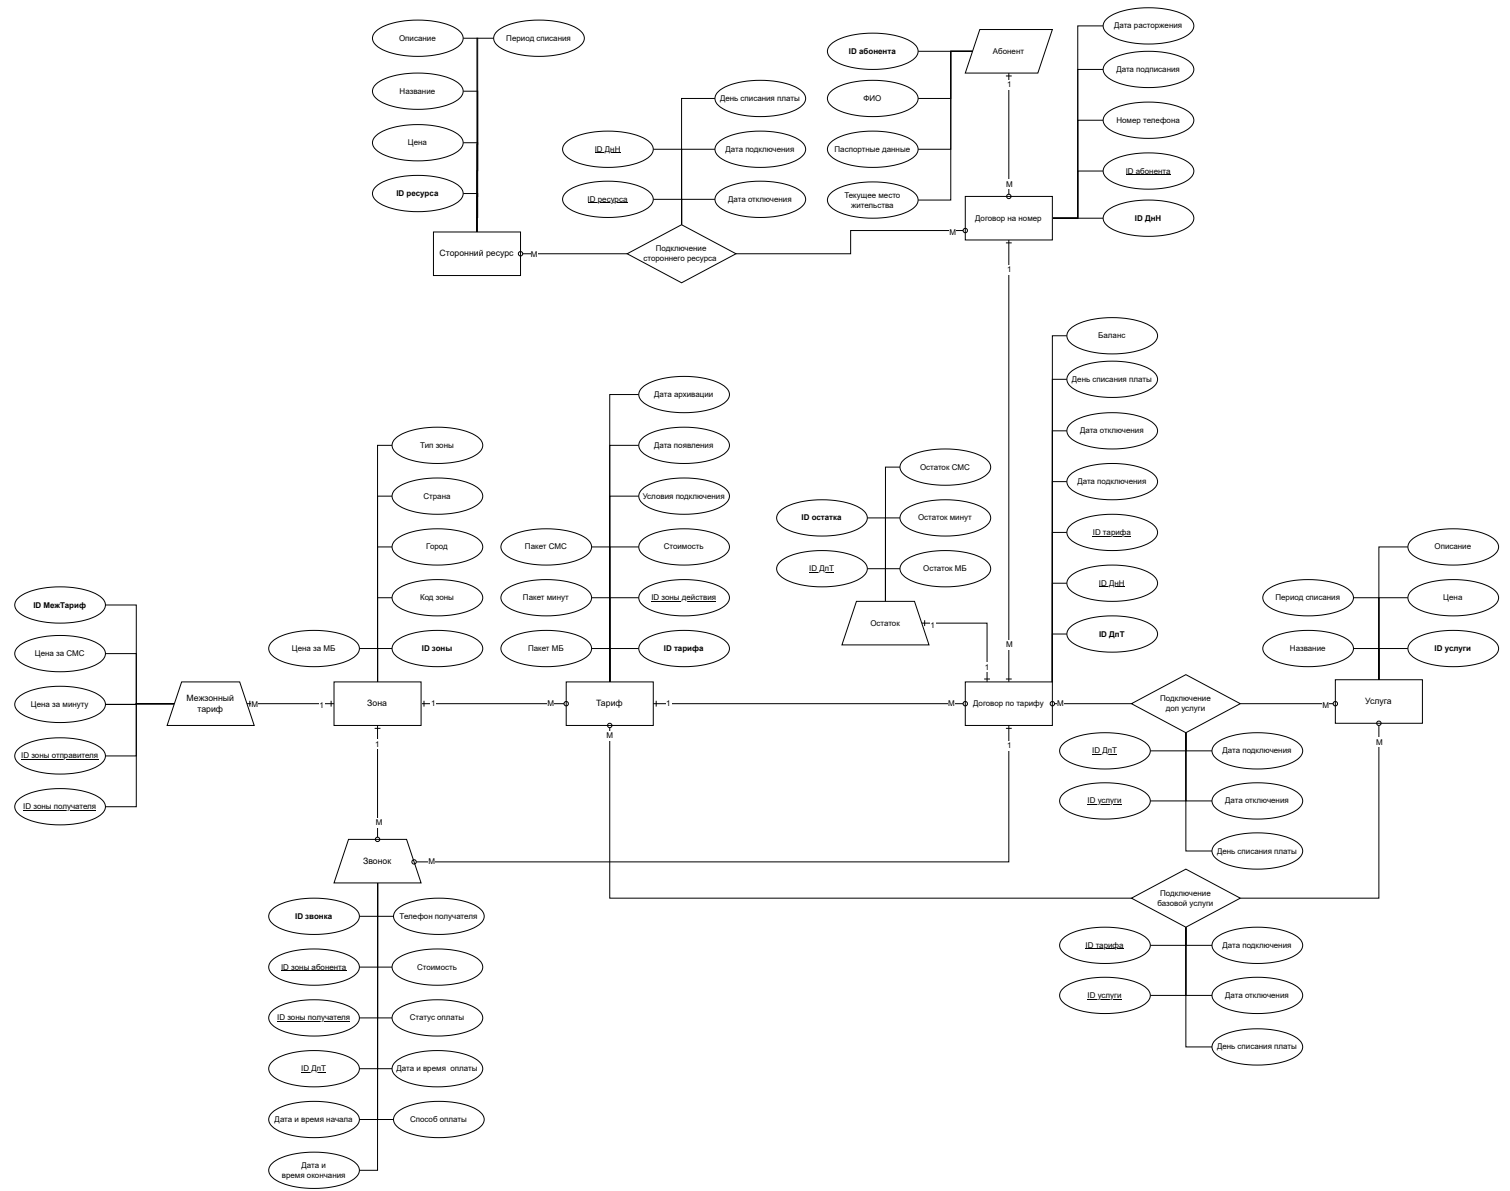 Описание
Период списания
Название
Цена
ID ресурса
Сторонний ресурс
М
День списания платы
ID ДнН
Дата подключения
ID ресурса
Дата отключения
Подключение
стороннего ресурса
М
ID абонента
ФИО
Паспортные данные
Текущее место
жительства
Абонент
1
М
Договор на номер
1
Дата расторжения
Дата подписания
Номер телефона
ID абонента
ID ДнН
Баланс
День списания платы
Дата отключения
Дата подключения
ID тарифа
ID ДнН
ID ДпТ
М
Остаток СМС
ID остатка
Остаток минут
ID ДпТ
Остаток МБ
Остаток
1
1
Дата архивации
Дата появления
Условия подключения
Пакет СМС
Стоимость
Пакет минут
ID зоны действия
Пакет МБ
ID тарифа
Тип зоны
Страна
Город
Код зоны
Цена за МБ
ID зоны
ID МежТариф
Цена за СМС
Цена за минуту
ID зоны отправителя
ID зоны получателя
Межзонный
тариф
М
1
Зона
1
М
Тариф
1
М
Договор по тарифу
М
Подключение
доп услуги
М
Услуга
Описание
Период списания
Цена
Название
ID услуги
1
М
1
М
М
Звонок
М
ID ДпТ
Дата подключения
ID услуги
Дата отключения
День списания платы
Подключение
базовой услуги
ID тарифа
Дата подключения
ID услуги
Дата отключения
День списания платы
ID звонка
Телефон получателя
ID зоны абонента
Стоимость
ID зоны получателя
Статус оплаты
ID ДпТ
Дата и время оплаты
Дата и время начала
Способ оплаты
Дата и
время окончания